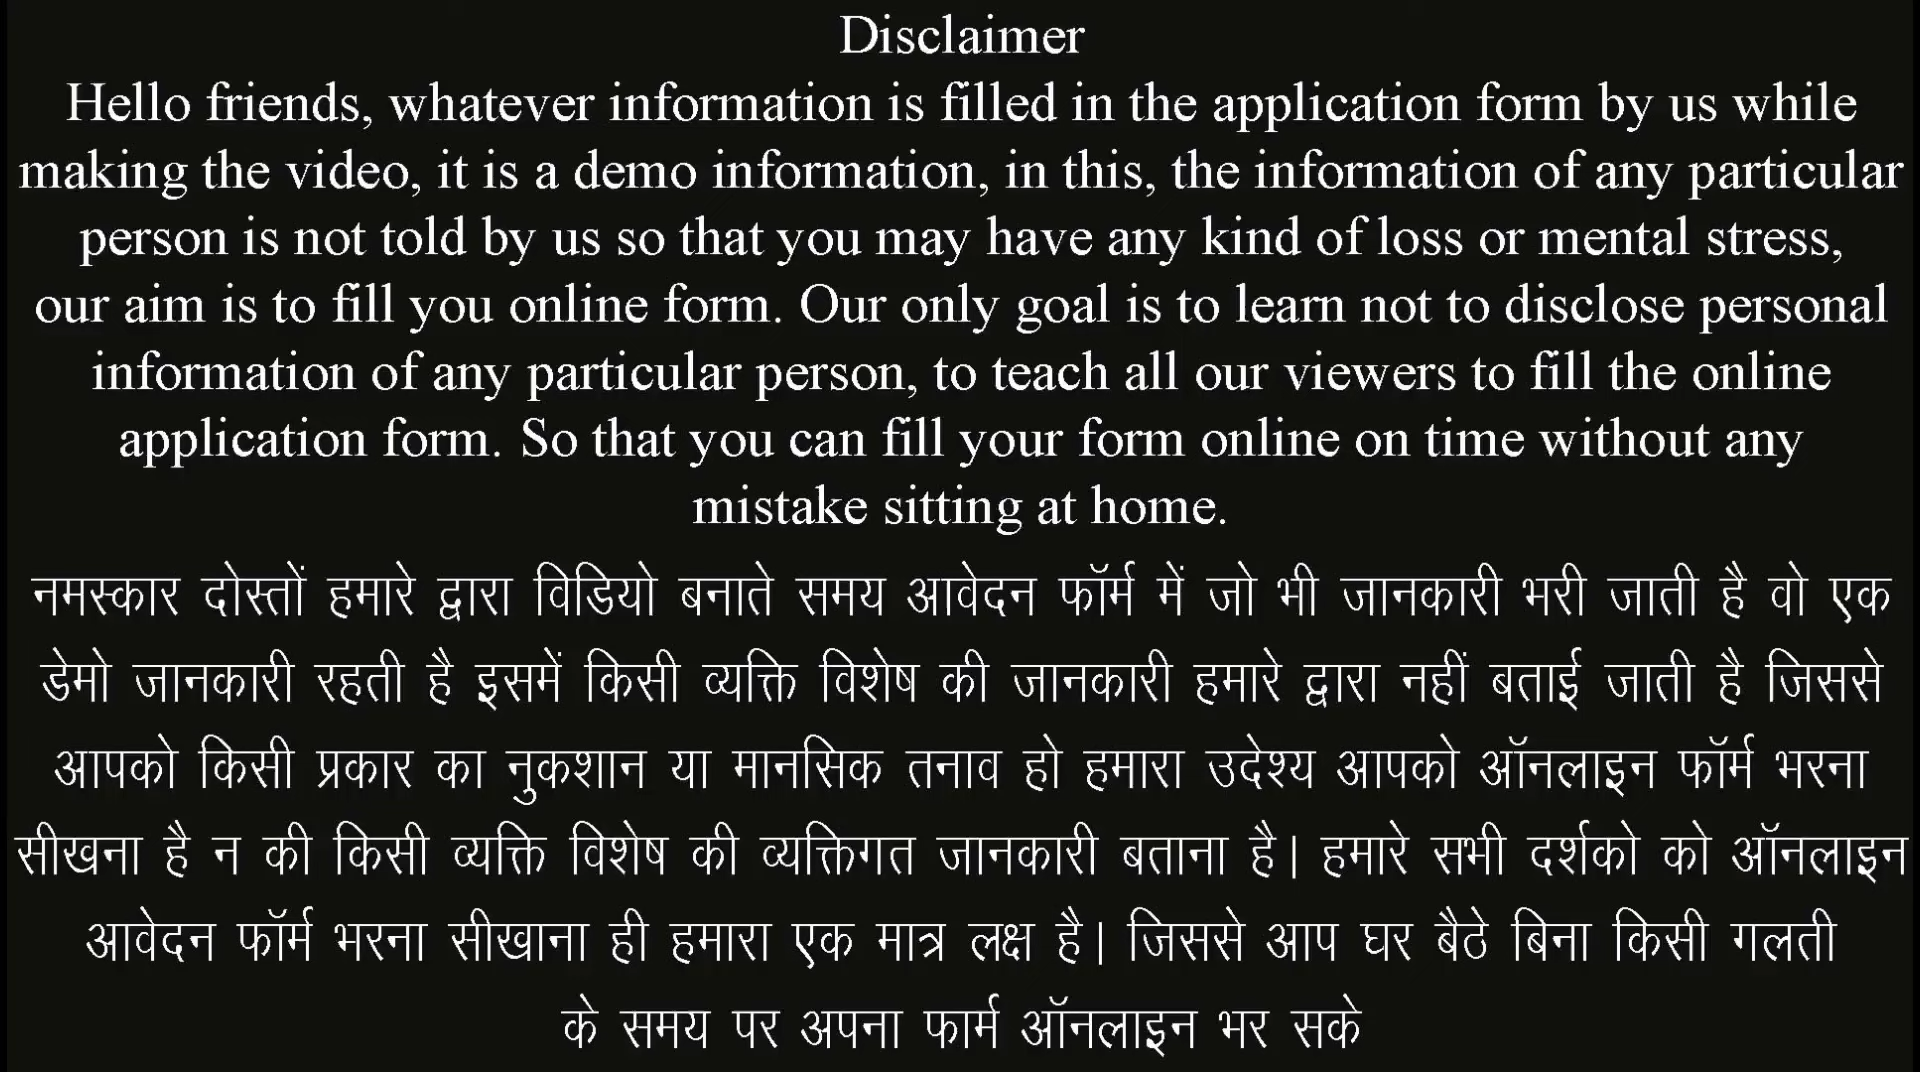 Disclaimer
Hello friends, whatever information is filled in the application form by us while
making the video, it is a demo information, in this, the information of any particular
person is not told by us so that you may have any kind of loss or mental stress,
our aim is to fill you online form. Our only goal is to learn not to disclose personal
information of any particular person, to teach all our viewers to fill the online
application form. So that you can fill your form online on time without any
mistake sitting at home.
नमस्कार दोस्तों हमारे द्वारा विडियो बनाते समय आवेदन फॉर्म में जो भी जानकारी भरी जाती है वो एक
डेमो जानकारी रहती है इसमें किसी व्यक्ति विशेष की जानकारी हमारे द्वारा नहीं बताई जाती है जिससे
आपको किसी प्रकार का नुकशान या मानसिक तनाव हो हमारा उदेश्य आपको ऑनलाइन फॉर्म भरना
सीखना है न की किसी व्यक्ति विशेष की व्यक्तिगत जानकारी बताना है। हमारे सभी दर्शको को ऑनलाइन
आवेदन फॉर्म भरना सीखाना ही हमारा एक मात्र लक्ष है। जिससे आप घर बैठे बिना किसी गलती
के समय पर अपना फार्म ऑनलाइन भर सके